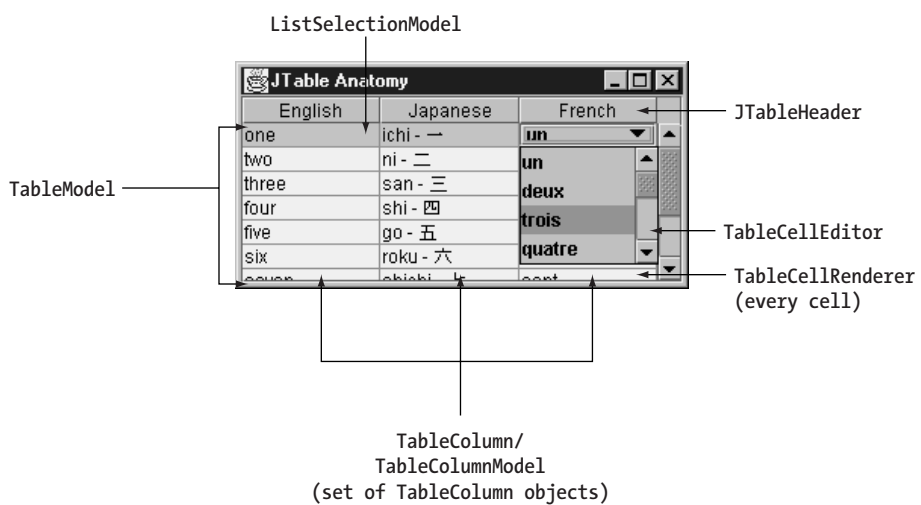 ListSelectionModel
JTable Anatomy
English Japanese French
JTableHeader
one ichi - 一 un
two ni - 二 un
three san - 三 deux
TableModel
four shi - 四 trois
five go - 五
TableCellEditor
six roku - 六 quatre
TableCellRenderer
(every cell)
TableColumn/
TableColumnModel
(set of TableColumn objects)